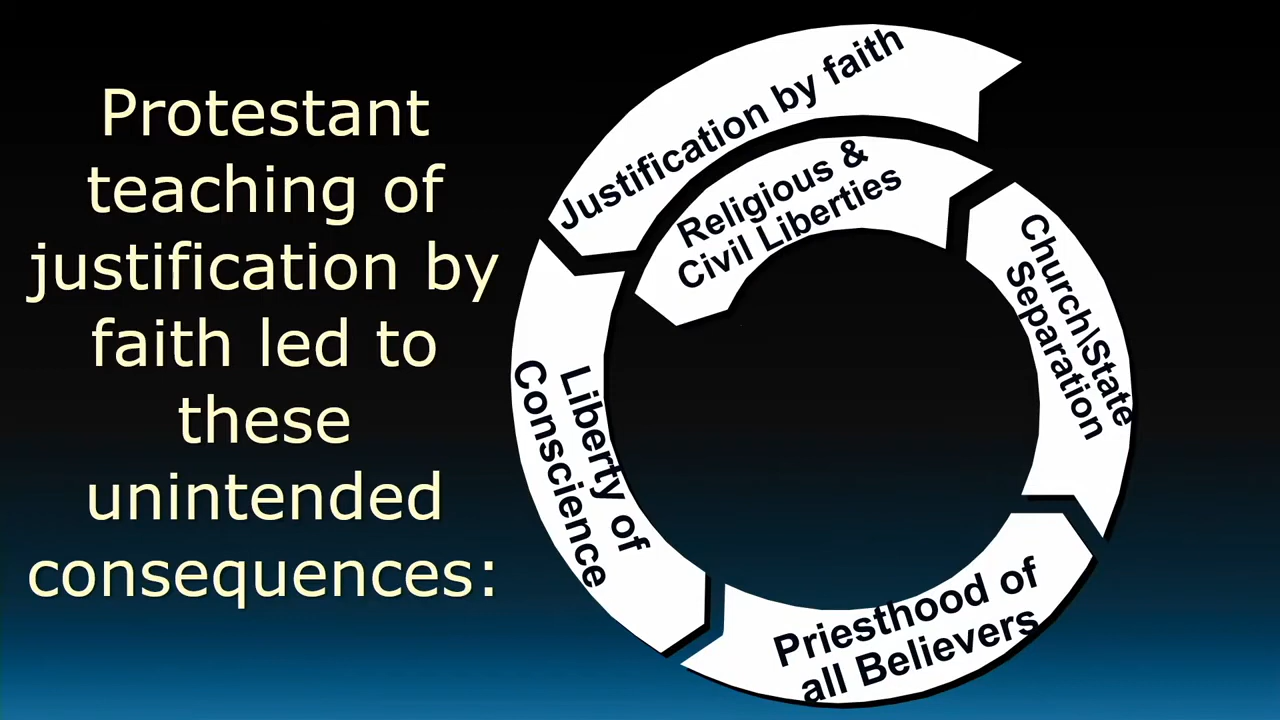 Protestant
teaching of
justification by
faith led to
these
unintended
consequences:
Justification by faith
Religious &
Civil Liberties
Church\State
Separation
Priesthood of
all Believers
Liberty of
Conscience